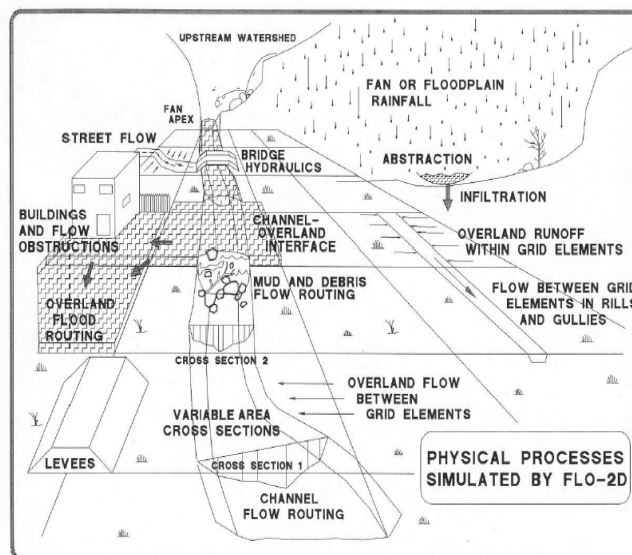 UPSTREAM WATERSHED
FAN OR FLOODPLAIN
RAINFALL
FAN
APEX
STREET FLOW
BRIDGE
HYDRAULICS
ABSTRACTION
INFILTRATION
BUILDINGS
AND FLOW
OBSTRUCTIONS
CHANNEL-
OVERLAND
INTERFACE
OVERLAND RUNOFF
WITHIN GRID ELEMENTS
MUD AND DEBRIS
FLOW ROUTING
FLOW BETWEEN GRID
ELEMENTS IN RILLS
AND GULLIES
OVERLAND
FLOOD
ROUTING
CROSS SECTION 2
OVERLAND FLOW
BETWEEN
GRID ELEMENTS
VARIABLE AREA
CROSS SECTIONS
LEVEES
CROSS SECTION 1
CHANNEL
FLOW ROUTING
PHYSICAL PROCESSES
SIMULATED BY FLO-2D